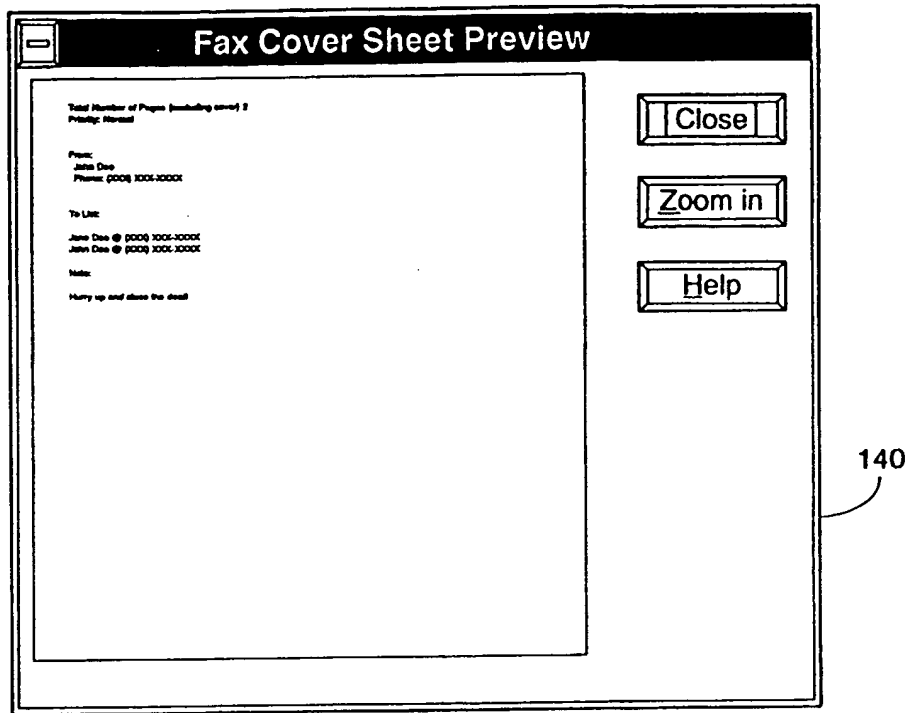 Fax Cover Sheet Preview
Total Number of Pages (excluding cover) 2
Priority: Normal
From:
John Doe
Phone: (XXX) XXX-XXXX
To List:
Jane Doe @ (XXX) XXX-XXXX
John Doe @ (XXX) XXX-XXXX
Note:
Hurry up and close the deal!
Close
Zoom in
Help
140